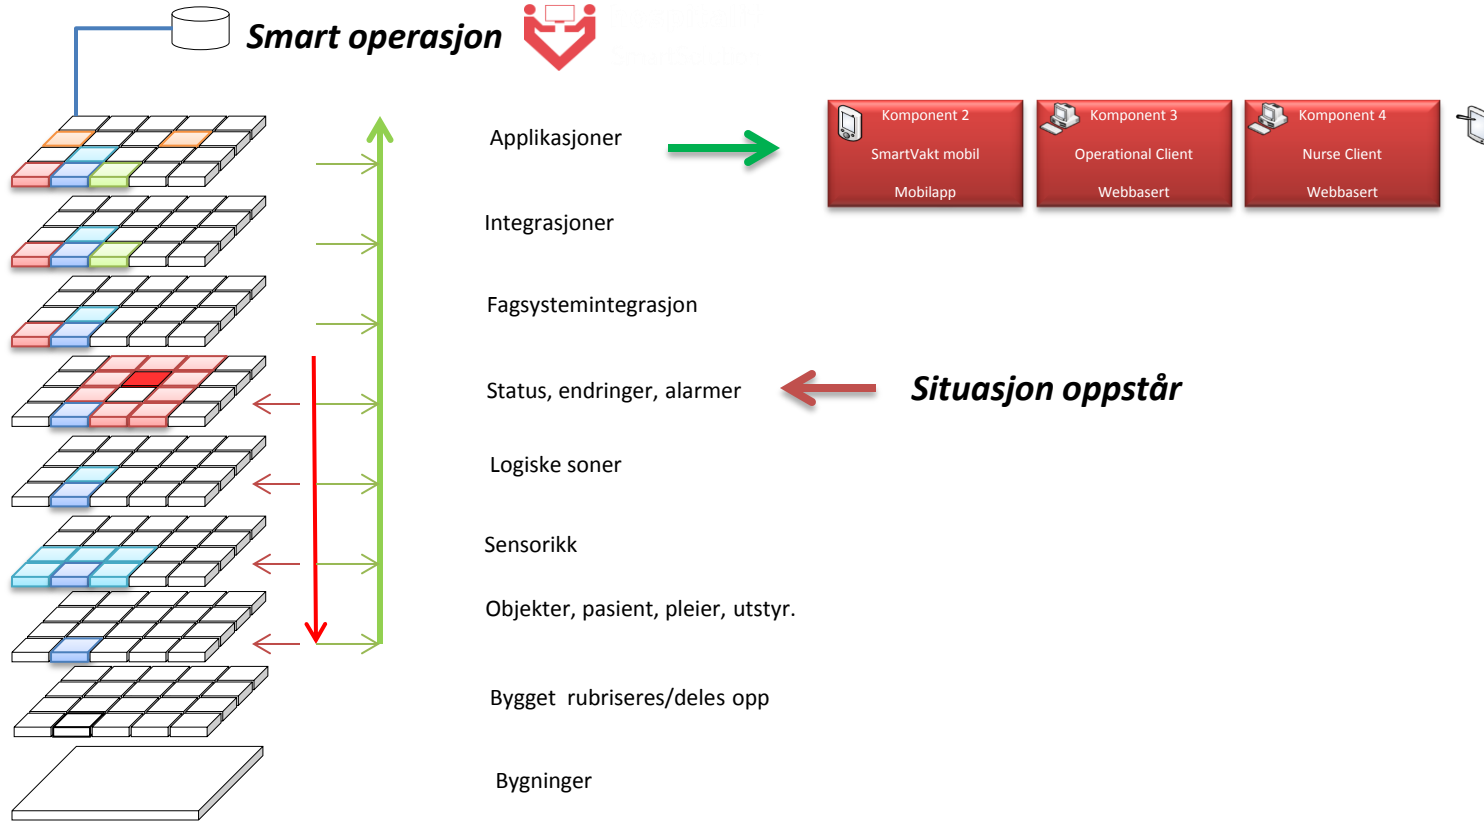 Smart operasjon
Applikasjoner
Komponent 2
SmartVakt mobil
Mobilapp
Komponent 3
Operational Client
Webbasert
Komponent 4
Nurse Client
Webbasert
Integrasjoner
Fagsystemintegrasjon
Status, endringer, alarmer
Situasjon oppstår
Logiske soner
Sensorikk
Objekter, pasient, pleier, utstyr.
Bygget rubriseres/deles opp
Bygninger